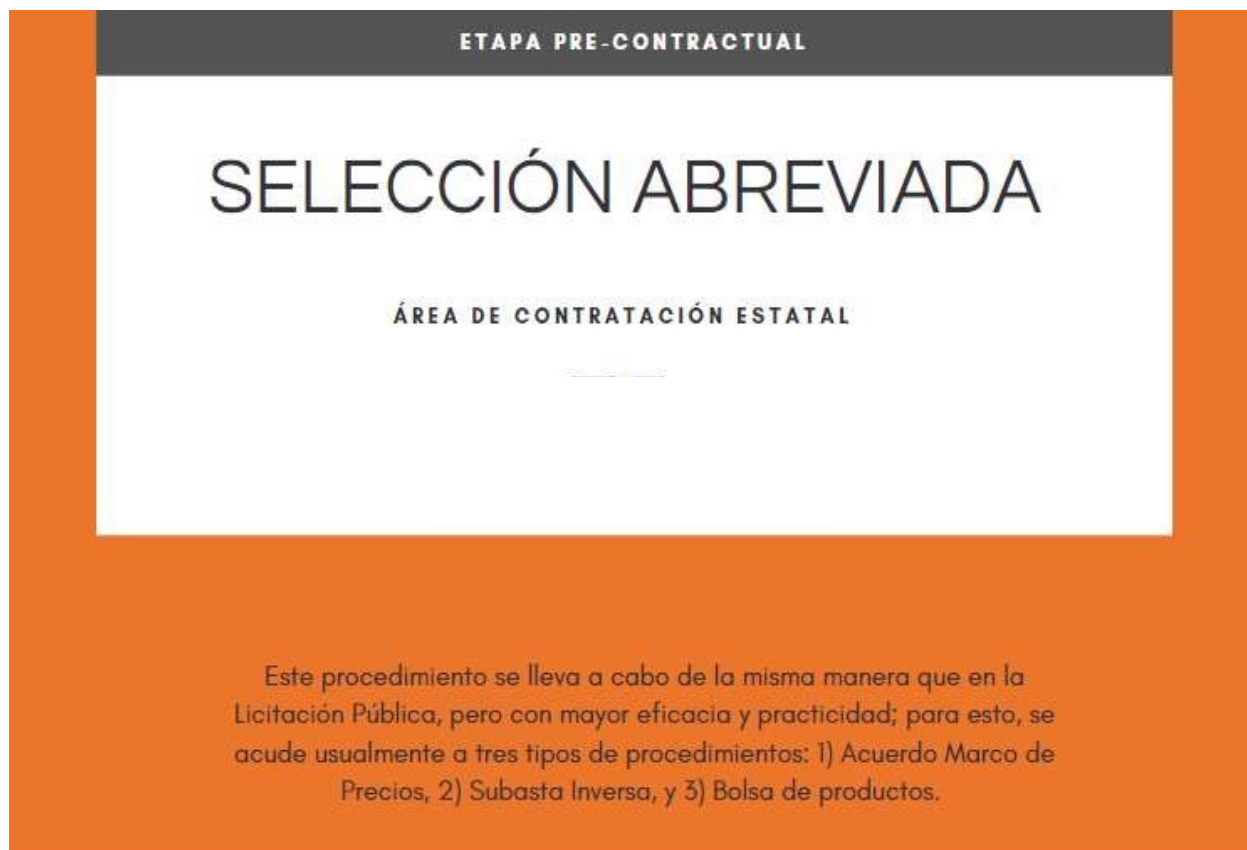 ETAPA PRE-CONTRACTUAL
SELECCIÓN ABREVIADA
ÁREA DE CONTRATACIÓN ESTATAL
Este procedimiento se lleva a cabo de la misma manera que en la
Licitación Pública, pero con mayor eficacia y practicidad; para esto, se
acude usualmente a tres tipos de procedimientos: 1) Acuerdo Marco de
Precios, 2) Subasta Inversa, y 3) Bolsa de productos.